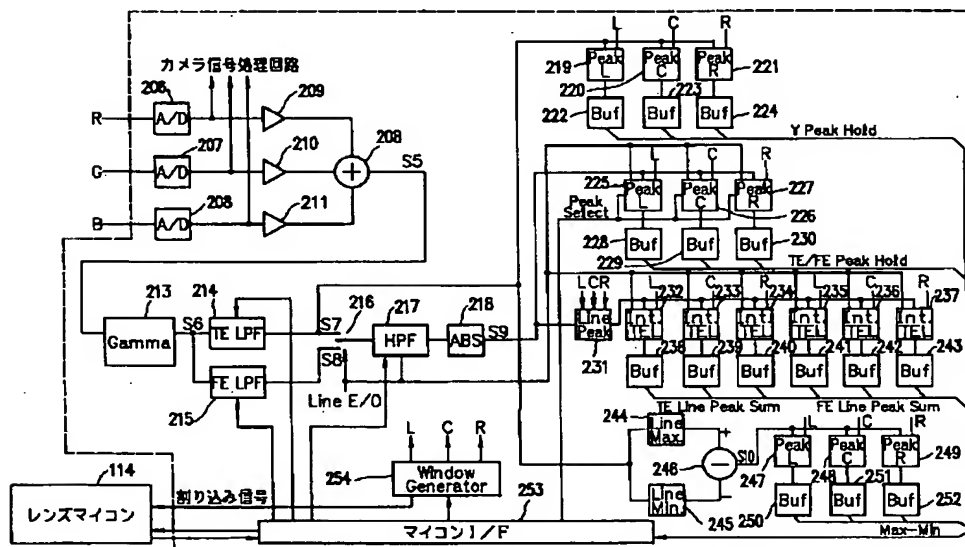 L C R
219 Peak L
220 Peak C
Peak R 221
222 Buf
223 Buf
Buf 224
Y Peak Hold
カメラ信号処理回路
206
R A/D 209
207
G A/D 210 208 S5
208
B A/D 211
L C R
225 Peak L
Peak C 226
Peak R 227
Peak Select
228 Buf
229 Buf
Buf 230
TE/FE Peak Hold
213 Gamma
S6
214 TE LPF
S7
216
217 HPF
218 ABS
S9
FE LPF
215
S8
Line E/O
L C R
Line Peak
231
L 232 C 233 R 234 L 235 C 236 R 237
Int. TEL Int. TEL Int. TEL Int. TEL Int. TEL Int. TEL
238 239 240 241 242 243
Buf Buf Buf Buf Buf Buf
TE Line Peak Sum
FE Line Peak Sum
244 Line Max.
+
246
S10
−
Line Min. 245
L C R
247 Peak L
248 Peak C
Peak R 249
250 Buf
251 Buf
Buf 252
Max-Min
L C R
254 Window Generator
253
114
割り込み信号
レンズマイコン
マイコン I/F